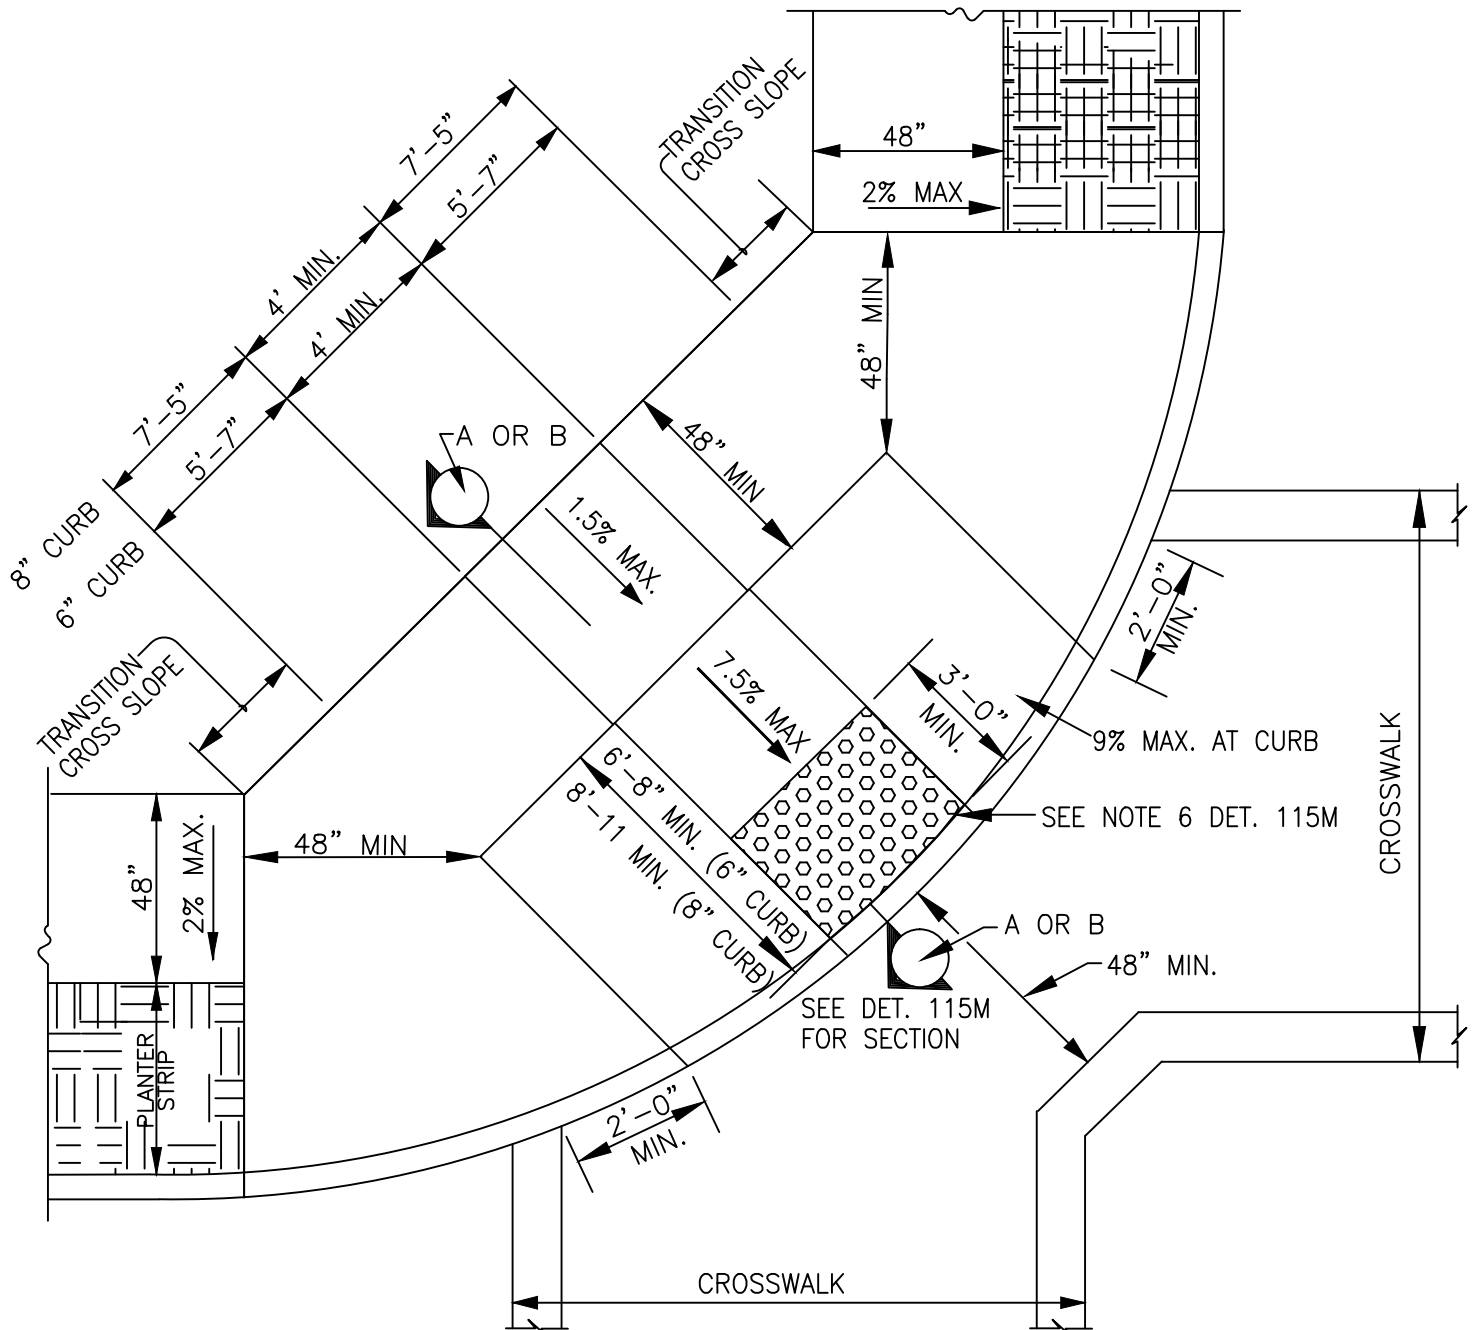 TRANSITION
CROSS SLOPE
7'-5"
5'-7"
48"
2% MAX
4' MIN.
4' MIN.
48" MIN
7'-5"
5'-7"
A OR B
48" MIN
8" CURB
6" CURB
1.5% MAX.
2'-0"
MIN.
TRANSITION
CROSS SLOPE
7.5% MAX
3'-0"
MIN.
9% MAX. AT CURB
CROSSWALK
SEE NOTE 6 DET. 115M
6'-8" MIN. (6" CURB)
8'-11 MIN. (8" CURB)
48" MIN
48"
2% MAX.
A OR B
48" MIN.
SEE DET. 115M
FOR SECTION
PLANTER
STRIP
2'-0"
MIN.
CROSSWALK